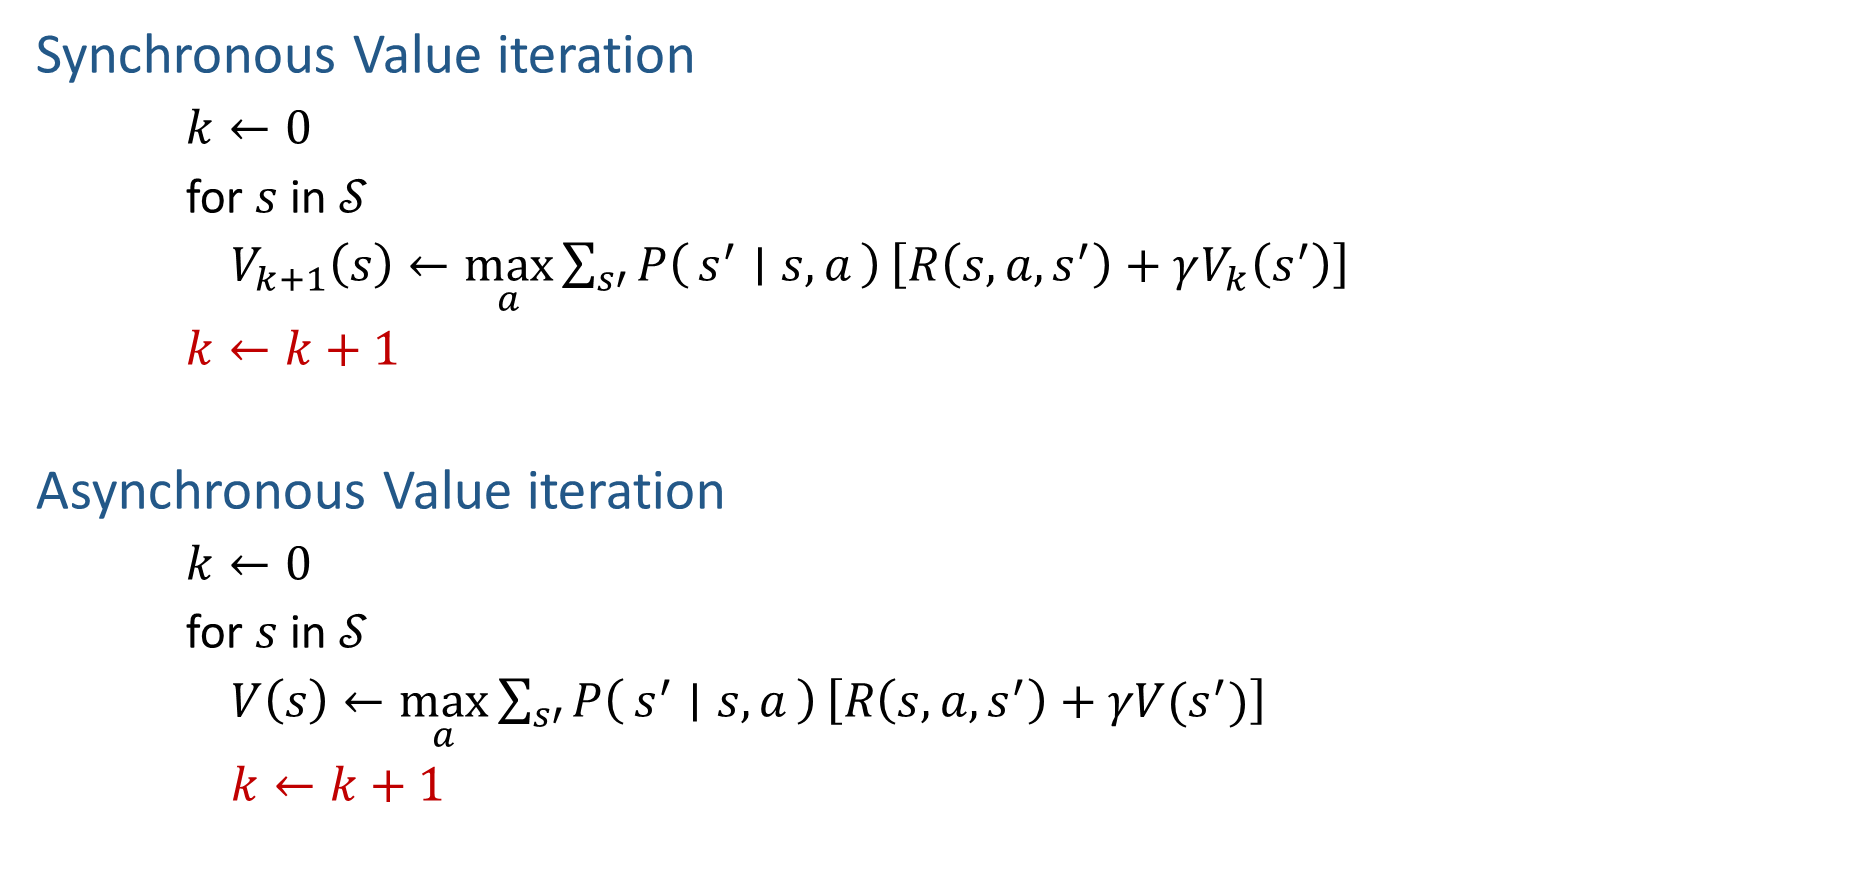 Synchronous Value iteration
k ← 0
for s in 𝒮
V_{k+1}(s) ← max_a ∑_{s′} P( s′ | s, a ) [R(s, a, s′) + γV_k(s′)]
k ← k + 1
Asynchronous Value iteration
k ← 0
for s in 𝒮
V(s) ← max_a ∑_{s′} P( s′ | s, a ) [R(s, a, s′) + γV(s′)]
k ← k + 1